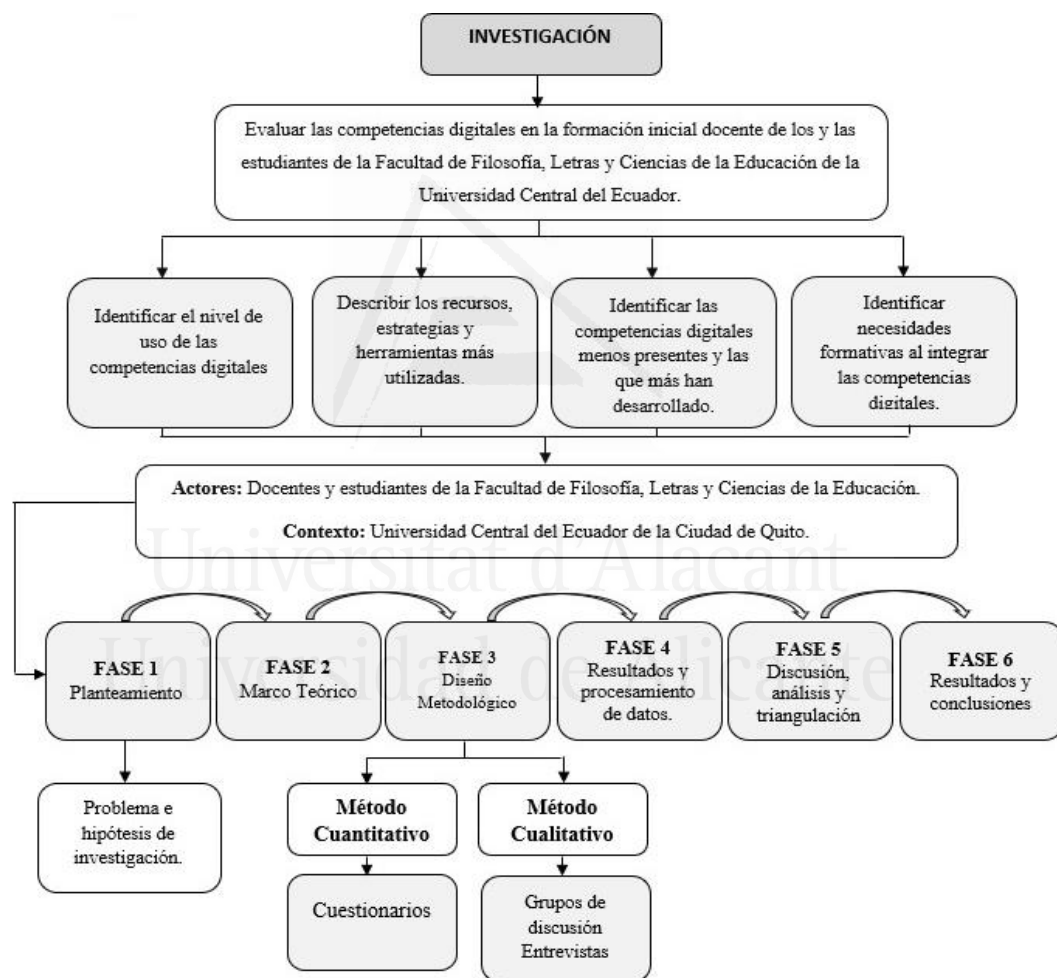 INVESTIGACIÓN
Evaluar las competencias digitales en la formación inicial docente de los y las
estudiantes de la Facultad de Filosofía, Letras y Ciencias de la Educación de la
Universidad Central del Ecuador.
Identificar el nivel de
uso de las
competencias digitales
Describir los recursos,
estrategias y
herramientas más
utilizadas.
Identificar las
competencias digitales
menos presentes y las
que más han
desarrollado.
Identificar
necesidades
formativas al integrar
las competencias
digitales.
Actores: Docentes y estudiantes de la Facultad de Filosofía, Letras y Ciencias de la Educación.
Contexto: Universidad Central del Ecuador de la Ciudad de Quito.
Universitat d'Alacant
Universidad de Alicante
FASE 1
Planteamiento
FASE 2
Marco Teórico
FASE 3
Diseño
Metodológico
FASE 4
Resultados y
procesamiento
de datos.
FASE 5
Discusión,
análisis y
triangulación
FASE 6
Resultados y
conclusiones
Problema e
hipótesis de
investigación.
Método
Cuantitativo
Método
Cualitativo
Cuestionarios
Grupos de
discusión
Entrevistas